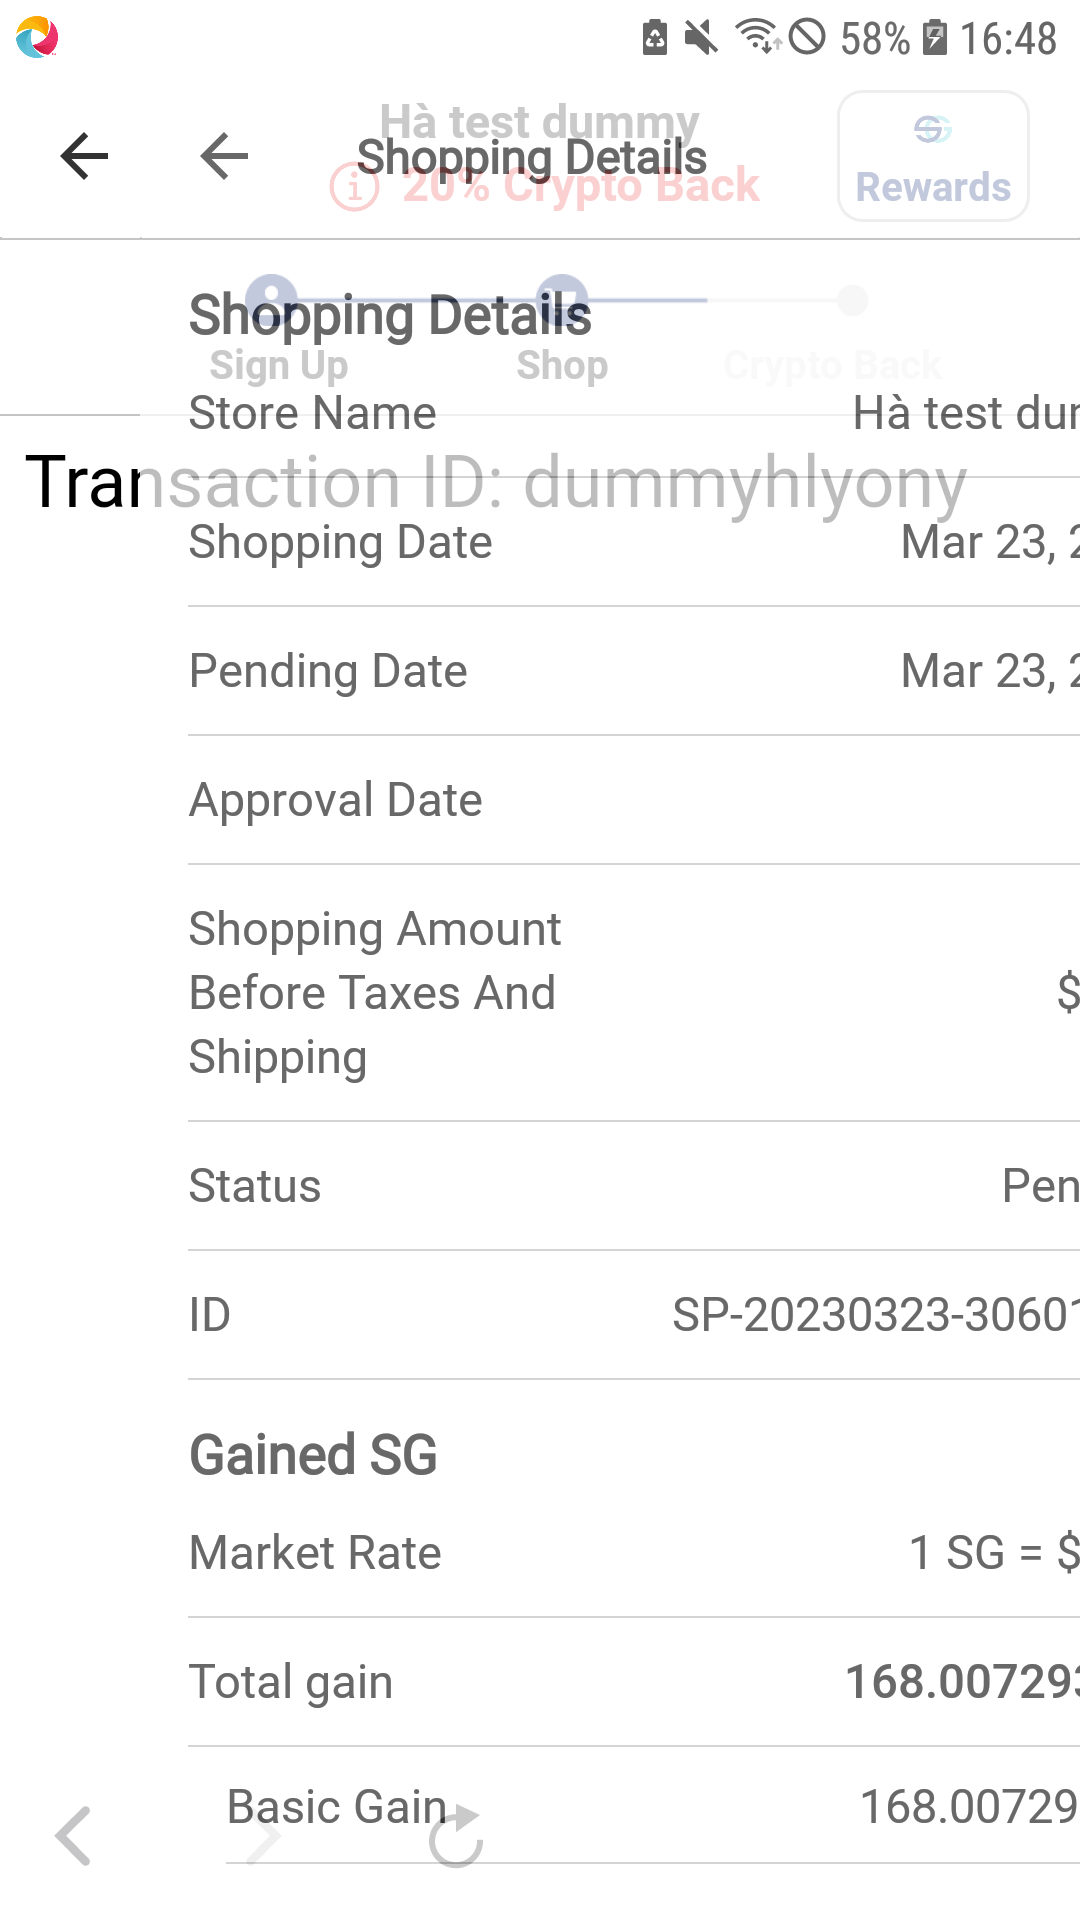 58% 16:48
Hà test dummy
Shopping Details
20% Crypto Back
Rewards
Shopping Details
Sign Up Shop Crypto Back
Store Name Hà test dum
Transaction ID: dummyhlyony
Shopping Date Mar 23, 2
Pending Date Mar 23, 2
Approval Date
Shopping Amount
Before Taxes And $
Shipping
Status Pen
ID SP-20230323-30601
Gained SG
Market Rate 1 SG = $
Total gain 168.007293
Basic Gain 168.00729